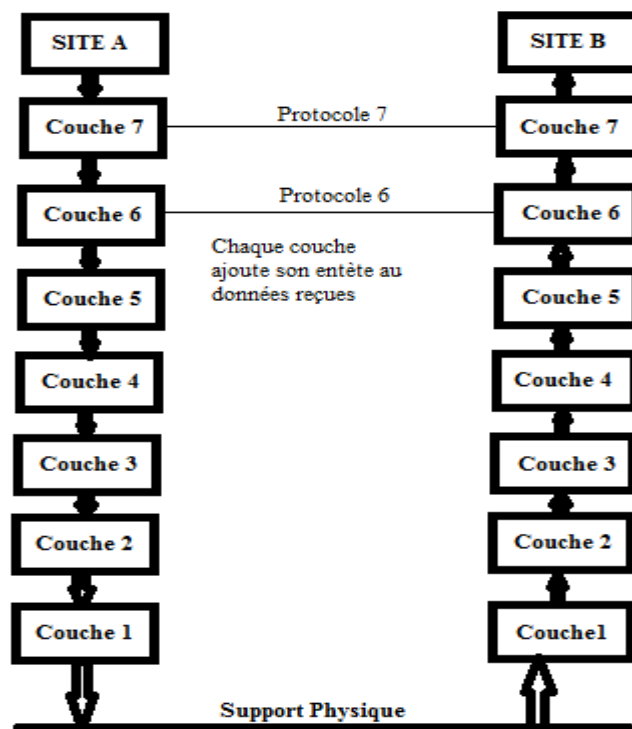 SITE A
SITE B
Couche 7
Protocole 7
Couche 7
Couche 6
Protocole 6
Couche 6
Chaque couche
ajoute son entète au
données reçues
Couche 5
Couche 5
Couche 4
Couche 4
Couche 3
Couche 3
Couche 2
Couche 2
Couche 1
Couche1
Support Physique